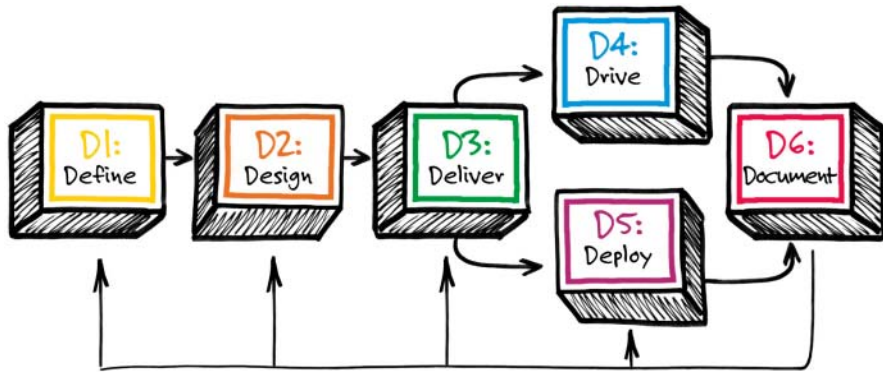 D1:
Define
D2:
Design
D3:
Deliver
D4:
Drive
D5:
Deploy
D6:
Document